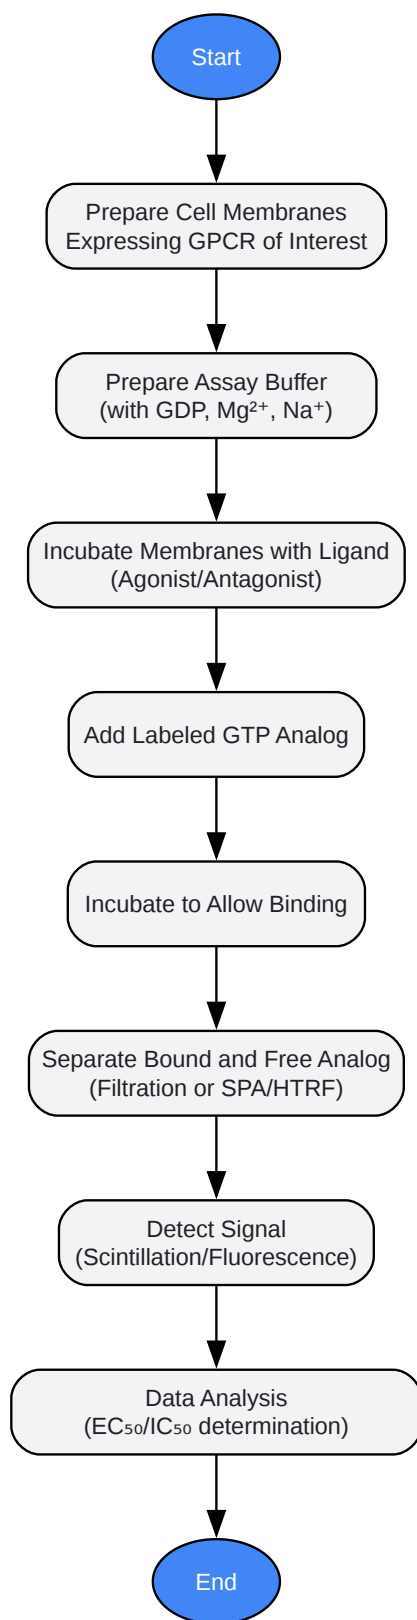 Start
Prepare Cell Membranes
Expressing GPCR of Interest
Prepare Assay Buffer
(with GDP, Mg²⁺, Na⁺)
Incubate Membranes with Ligand
(Agonist/Antagonist)
Add Labeled GTP Analog
Incubate to Allow Binding
Separate Bound and Free Analog
(Filtration or SPA/HTRF)
Detect Signal
(Scintillation/Fluorescence)
Data Analysis
(EC₅₀/IC₅₀ determination)
End